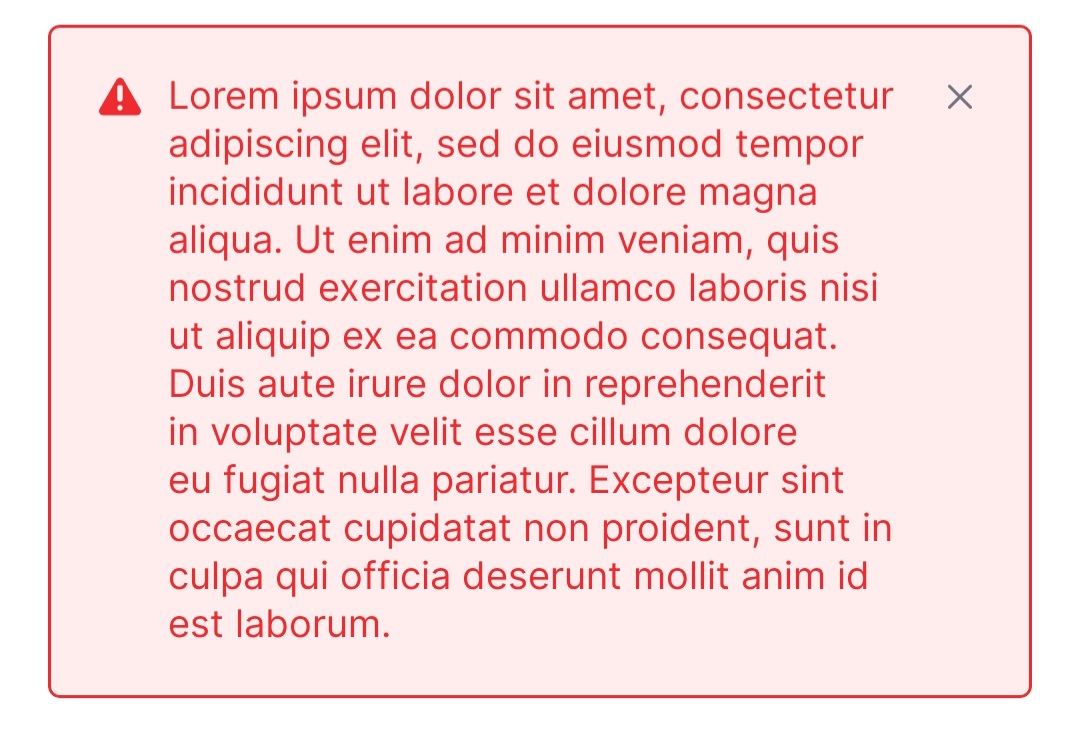 Lorem ipsum dolor sit amet, consectetur
adipiscing elit, sed do eiusmod tempor
incididunt ut labore et dolore magna
aliqua. Ut enim ad minim veniam, quis
nostrud exercitation ullamco laboris nisi
ut aliquip ex ea commodo consequat.
Duis aute irure dolor in reprehenderit
in voluptate velit esse cillum dolore
eu fugiat nulla pariatur. Excepteur sint
occaecat cupidatat non proident, sunt in
culpa qui officia deserunt mollit anim id
est laborum.